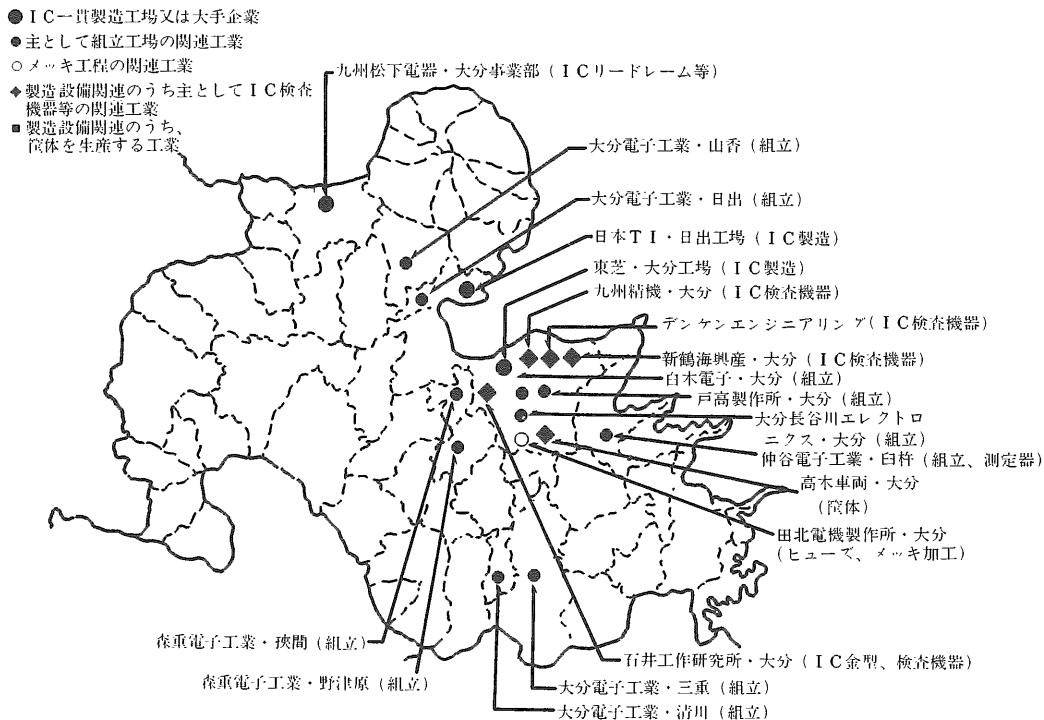 ●ＩＣ一貫製造工場又は大手企業
●主として組立工場の関連工業
○メッキ工程の関連工業
◆製造設備関連のうち主としてＩＣ検査
機器等の関連工業
■製造設備関連のうち、
筐体を生産する工業
九州松下電器・大分事業部（ＩＣリードレーム等）
大分電子工業・山香（組立）
大分電子工業・日出（組立）
日本ＴＩ・日出工場（ＩＣ製造）
東芝・大分工場（ＩＣ製造）
九州精機・大分（ＩＣ検査機器）
デンケンエンジニアリング（ＩＣ検査機器）
新鶴海興産・大分（ＩＣ検査機器）
白木電子・大分（組立）
戸高製作所・大分（組立）
大分長谷川エレクトロ
ニクス・大分（組立）
仲谷電子工業・臼杵（組立、測定器）
高木車両・大分
（筐体）
田北電機製作所・大分
（ヒューズ、メッキ加工）
森重電子工業・挾間（組立）
石井工作研究所・大分（ＩＣ金型、検査機器）
森重電子工業・野津原（組立）
大分電子工業・三重（組立）
大分電子工業・清川（組立）